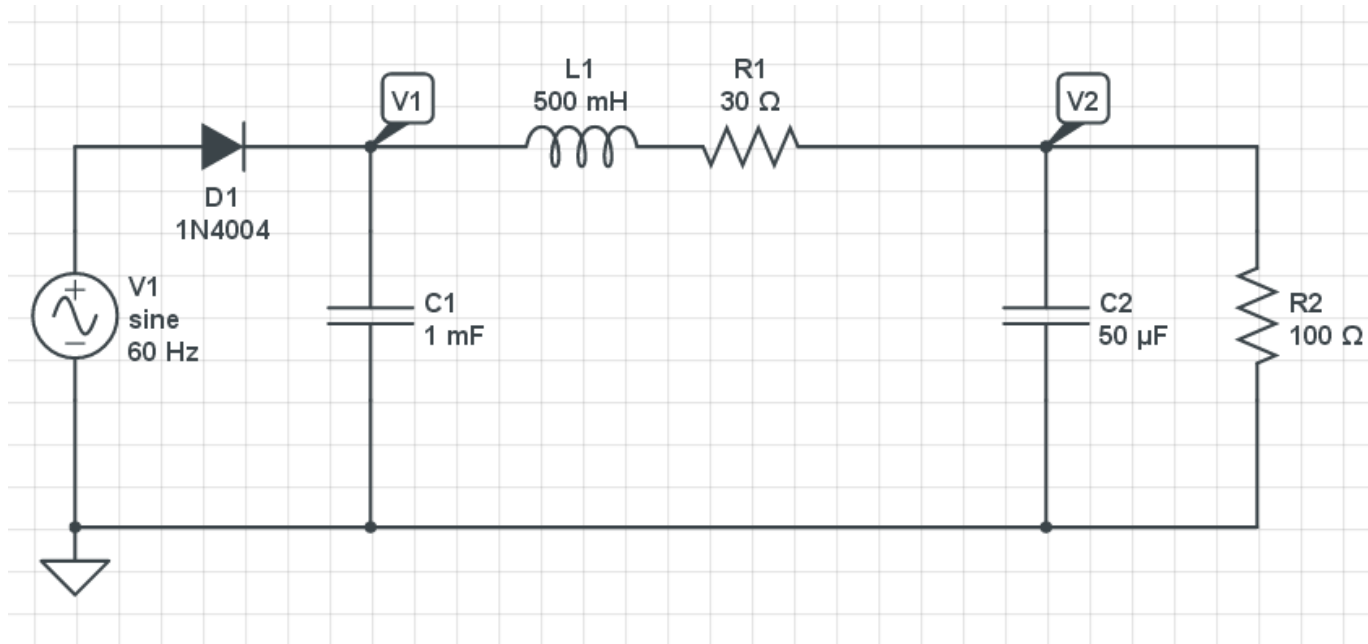 L1
500 mH
R1
30 Ω
V1
V2
D1
1N4004
V1
sine
60 Hz
C1
1 mF
C2
50 µF
R2
100 Ω